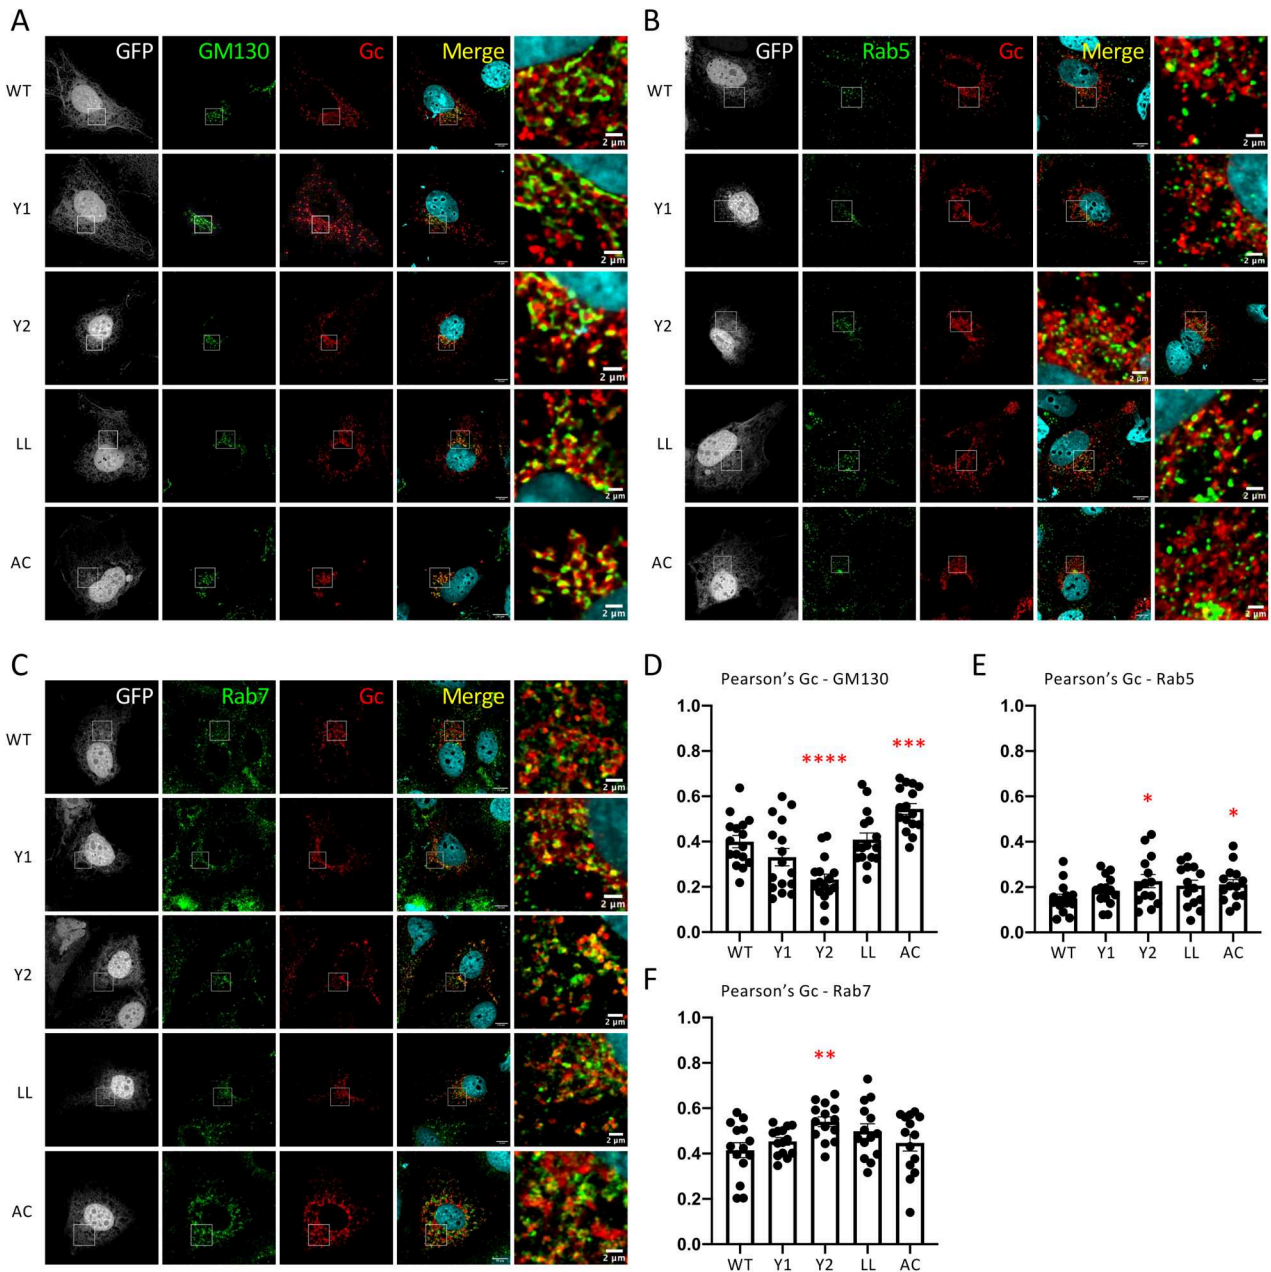 A
GFP GM130 Gc Merge
WT
2 µm
Y1
2 µm
Y2
2 µm
LL
2 µm
AC
2 µm
B
GFP Rab5 Gc Merge
WT
2 µm
Y1
2 µm
Y2
2 µm
LL
2 µm
AC
2 µm
C
GFP Rab7 Gc Merge
WT
2 µm
Y1
2 µm
Y2
2 µm
LL
2 µm
AC
2 µm
D
Pearson's Gc - GM130
1.0
0.8
0.6
0.4
0.2
0.0
**** ***
WT Y1 Y2 LL AC
E
Pearson's Gc - Rab5
1.0
0.8
0.6
0.4
0.2
0.0
* *
WT Y1 Y2 LL AC
F
Pearson's Gc - Rab7
1.0
0.8
0.6
0.4
0.2
0.0
**
WT Y1 Y2 LL AC